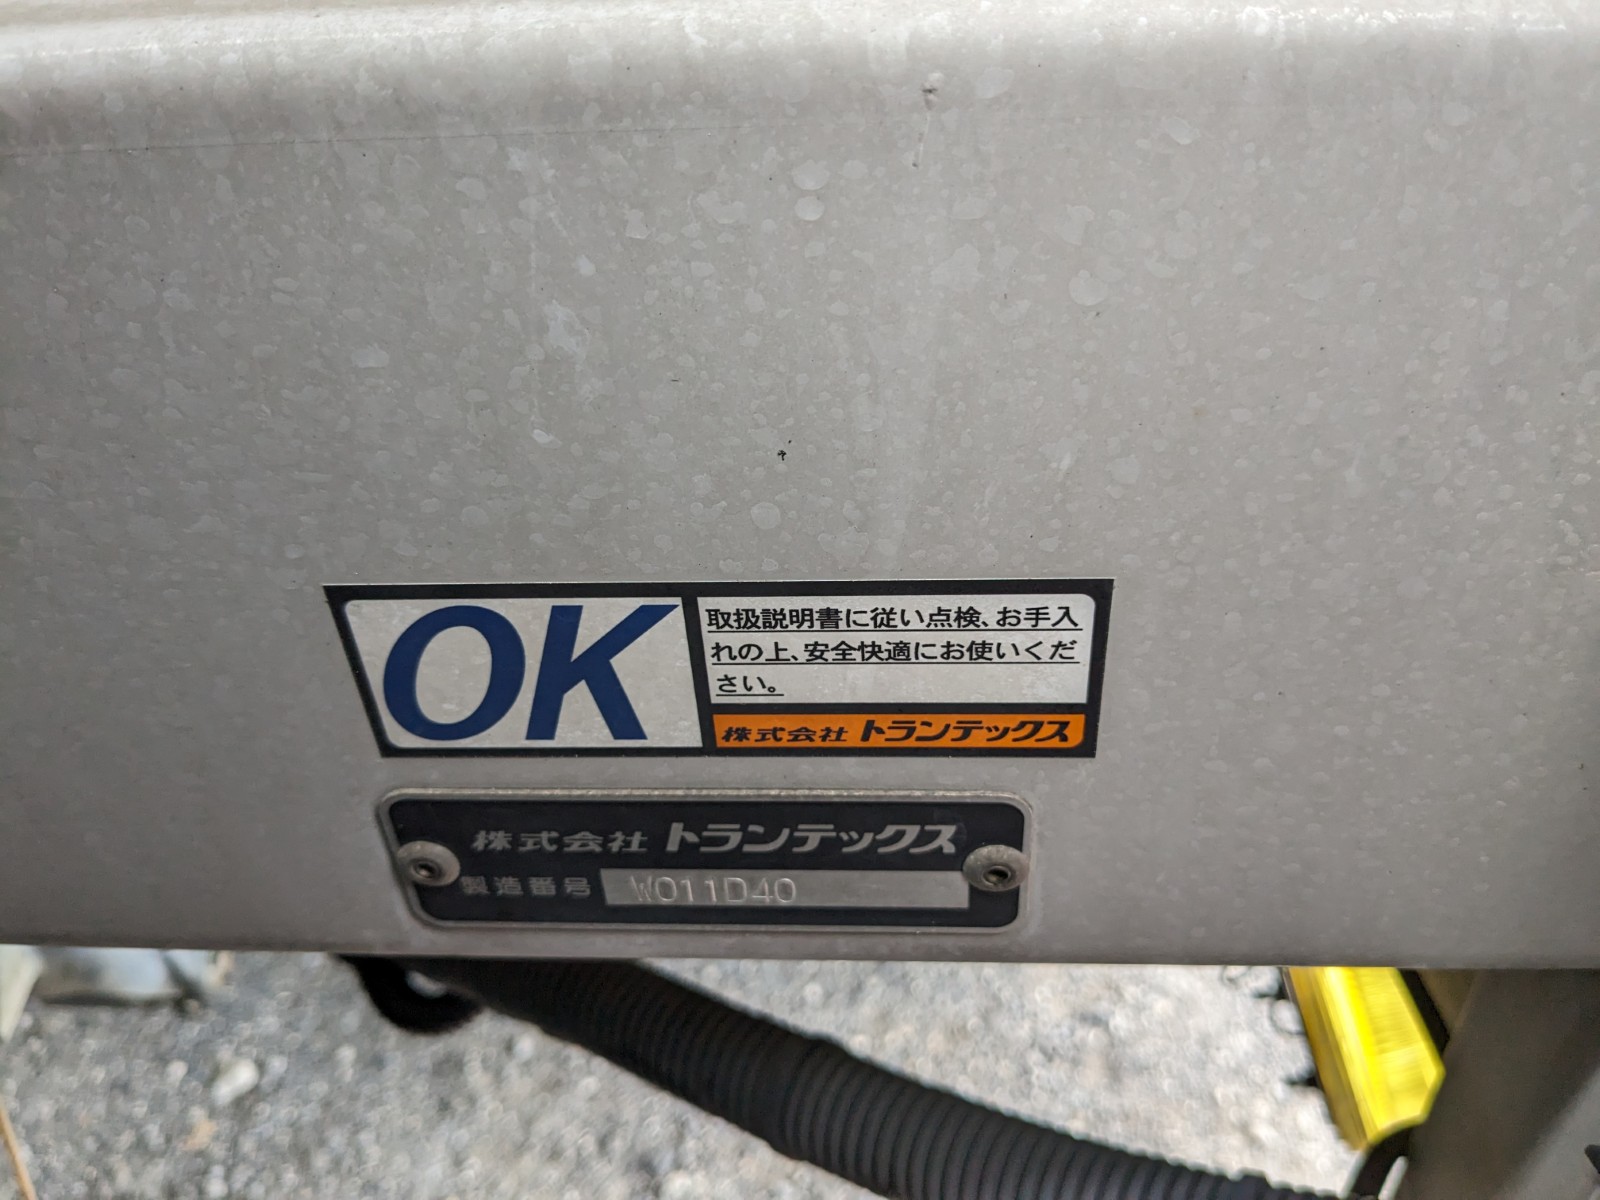 OK
取扱説明書に従い点検、お手入
れの上、安全快適にお使いくだ
さい。
株式会社 トランテックス
株式会社 トランテックス
製造番号 W011D40